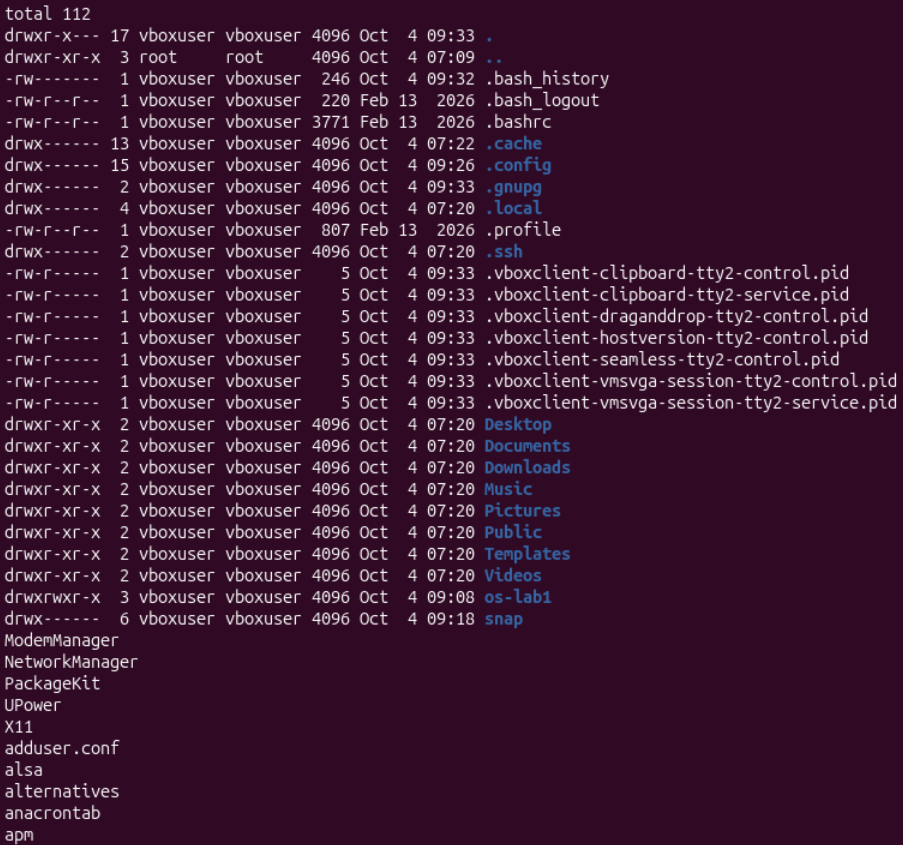 total 112
drwxr-x--- 17 vboxuser vboxuser 4096 Oct  4 09:33 .
drwxr-xr-x  3 root     root     4096 Oct  4 07:09 ..
-rw-------  1 vboxuser vboxuser  246 Oct  4 09:32 .bash_history
-rw-r--r--  1 vboxuser vboxuser  220 Feb 13  2026 .bash_logout
-rw-r--r--  1 vboxuser vboxuser 3771 Feb 13  2026 .bashrc
drwx------ 13 vboxuser vboxuser 4096 Oct  4 07:22 .cache
drwx------ 15 vboxuser vboxuser 4096 Oct  4 09:26 .config
drwx------  2 vboxuser vboxuser 4096 Oct  4 09:33 .gnupg
drwx------  4 vboxuser vboxuser 4096 Oct  4 07:20 .local
-rw-r--r--  1 vboxuser vboxuser  807 Feb 13  2026 .profile
drwx------  2 vboxuser vboxuser 4096 Oct  4 07:20 .ssh
-rw-r-----  1 vboxuser vboxuser    5 Oct  4 09:33 .vboxclient-clipboard-tty2-control.pid
-rw-r-----  1 vboxuser vboxuser    5 Oct  4 09:33 .vboxclient-clipboard-tty2-service.pid
-rw-r-----  1 vboxuser vboxuser    5 Oct  4 09:33 .vboxclient-draganddrop-tty2-control.pid
-rw-r-----  1 vboxuser vboxuser    5 Oct  4 09:33 .vboxclient-hostversion-tty2-control.pid
-rw-r-----  1 vboxuser vboxuser    5 Oct  4 09:33 .vboxclient-seamless-tty2-control.pid
-rw-r-----  1 vboxuser vboxuser    5 Oct  4 09:33 .vboxclient-vmsvga-session-tty2-control.pid
-rw-r-----  1 vboxuser vboxuser    5 Oct  4 09:33 .vboxclient-vmsvga-session-tty2-service.pid
drwxr-xr-x  2 vboxuser vboxuser 4096 Oct  4 07:20 Desktop
drwxr-xr-x  2 vboxuser vboxuser 4096 Oct  4 07:20 Documents
drwxr-xr-x  2 vboxuser vboxuser 4096 Oct  4 07:20 Downloads
drwxr-xr-x  2 vboxuser vboxuser 4096 Oct  4 07:20 Music
drwxr-xr-x  2 vboxuser vboxuser 4096 Oct  4 07:20 Pictures
drwxr-xr-x  2 vboxuser vboxuser 4096 Oct  4 07:20 Public
drwxr-xr-x  2 vboxuser vboxuser 4096 Oct  4 07:20 Templates
drwxr-xr-x  2 vboxuser vboxuser 4096 Oct  4 07:20 Videos
drwxrwxr-x  3 vboxuser vboxuser 4096 Oct  4 09:08 os-lab1
drwx------  6 vboxuser vboxuser 4096 Oct  4 09:18 snap
ModemManager
NetworkManager
PackageKit
UPower
X11
adduser.conf
alsa
alternatives
anacrontab
apm